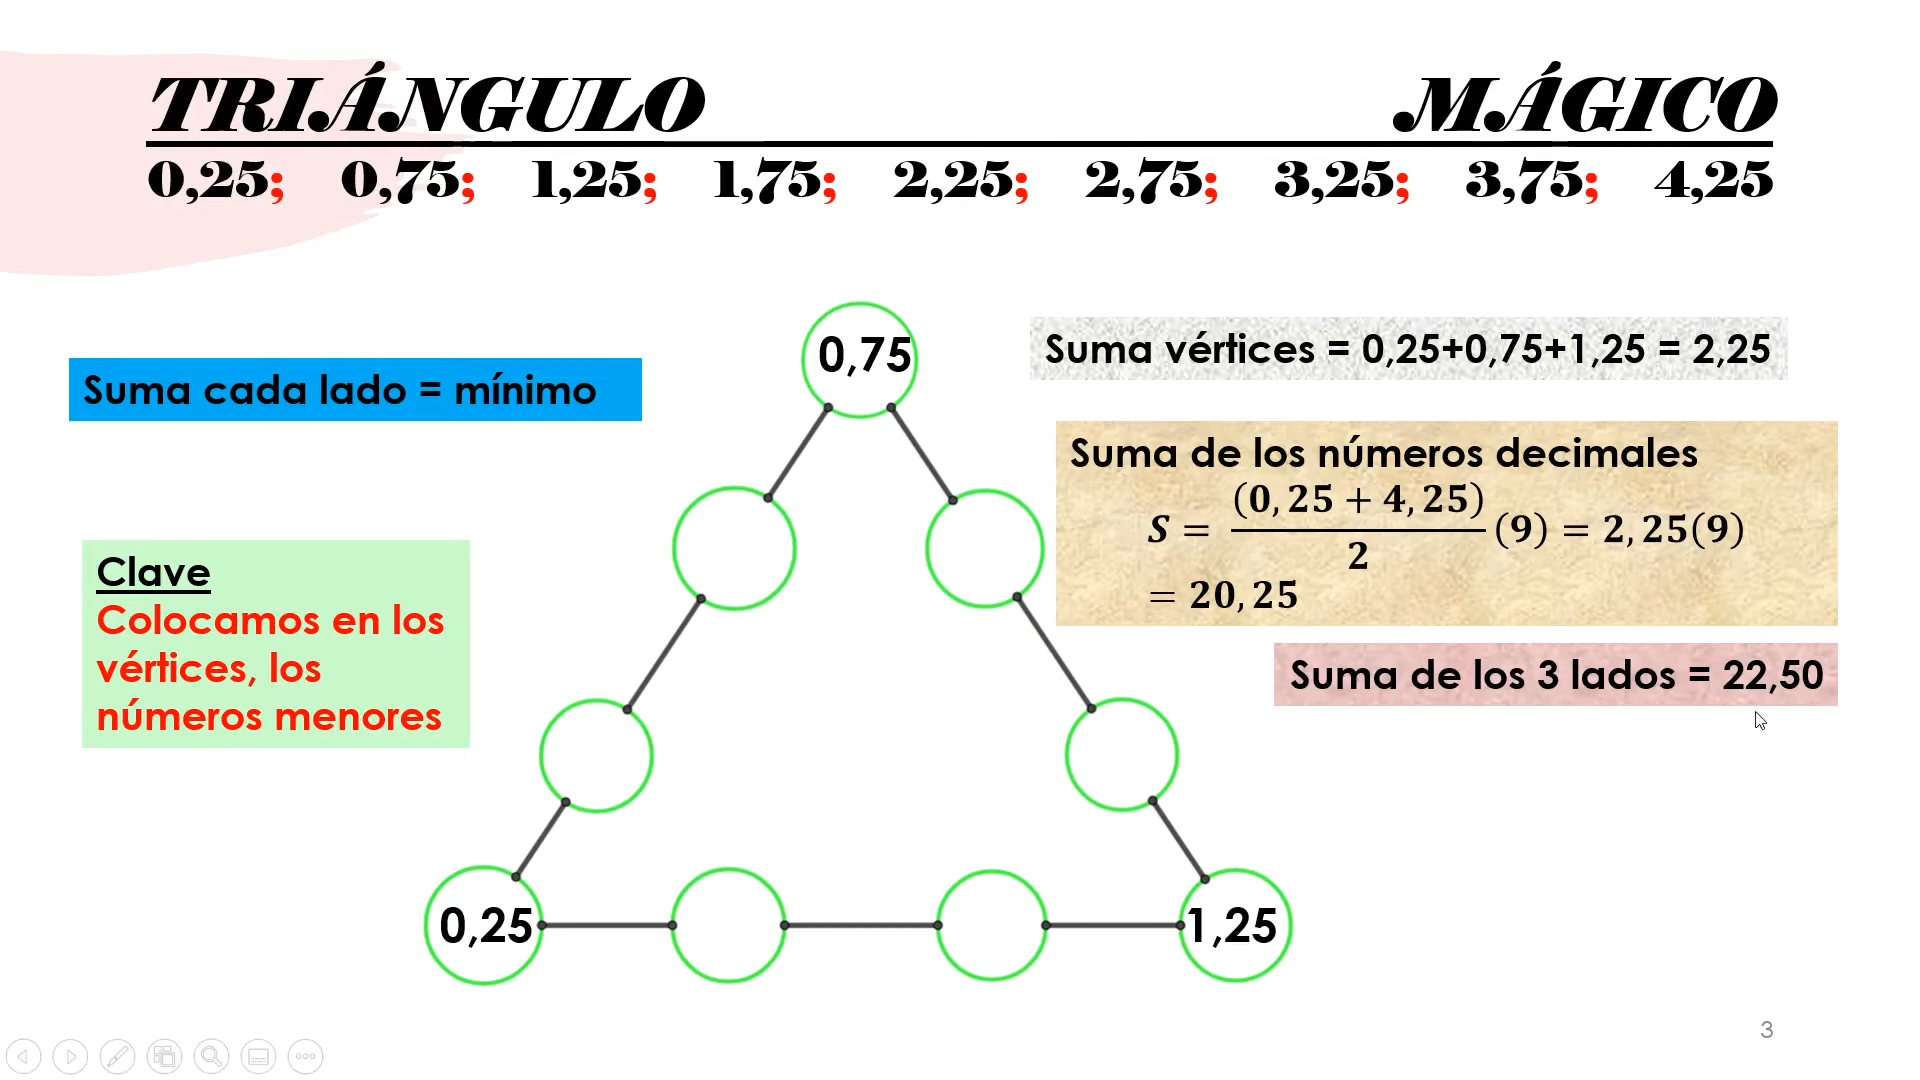 TRIÁNGULO MÁGICO
0,25; 0,75; 1,25; 1,75; 2,25; 2,75; 3,25; 3,75; 4,25
Suma cada lado = mínimo
Clave
Colocamos en los
vértices, los
números menores
0,75
0,25
1,25
Suma vértices = 0,25+0,75+1,25 = 2,25
Suma de los números decimales
S = (0,25 + 4,25)/2 (9) = 2,25(9)
= 20,25
Suma de los 3 lados = 22,50
3